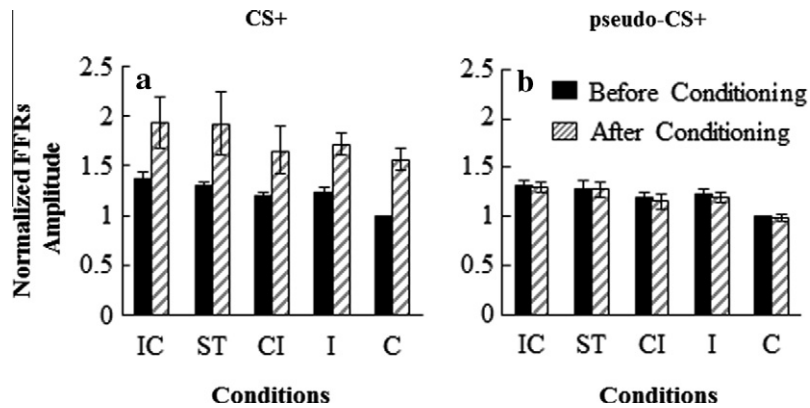 CS+
pseudo-CS+
Normalized FFRs
Amplitude
2.5
2
1.5
1
0.5
0
a
IC ST CI I C
Conditions
2.5
2
1.5
1
0.5
0
b
Before Conditioning
After Conditioning
IC ST CI I C
Conditions